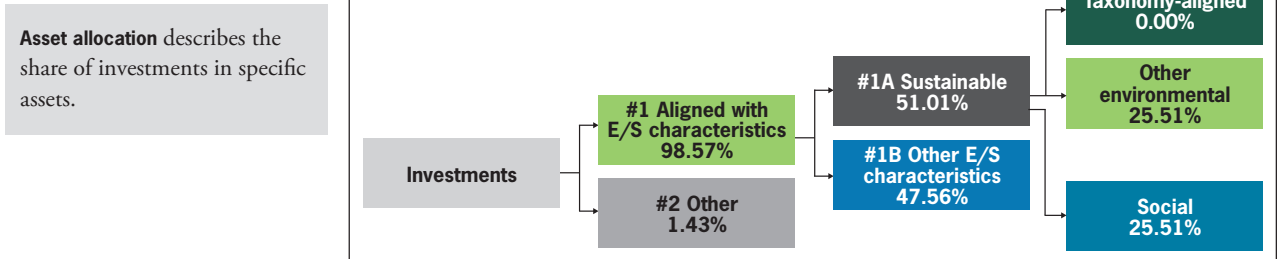 Asset allocation describes the
share of investments in specific
assets.
Investments
#1 Aligned with
E/S characteristics
98.57%
#2 Other
1.43%
#1A Sustainable
51.01%
#1B Other E/S
characteristics
47.56%
Taxonomy-aligned
0.00%
Other
environmental
25.51%
Social
25.51%